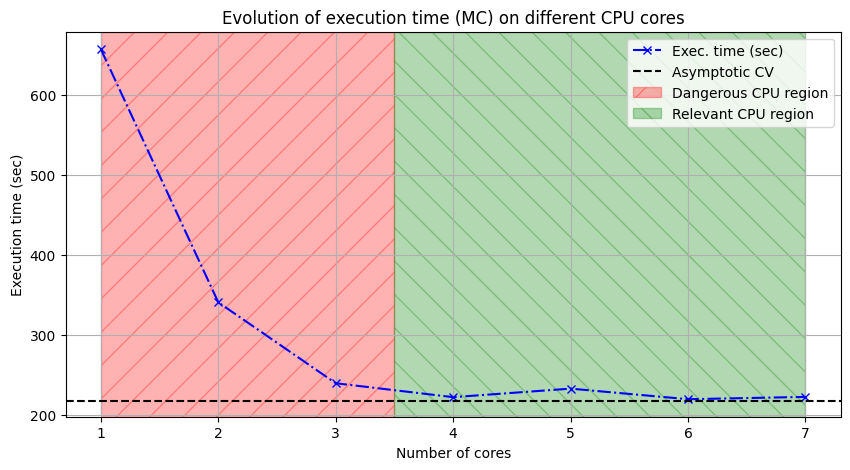 Evolution of execution time (MC) on different CPU cores
Exec. time (sec)
Asymptotic CV
Dangerous CPU region
Relevant CPU region
Execution time (sec)
600
500
400
300
200
1 2 3 4 5 6 7
Number of cores